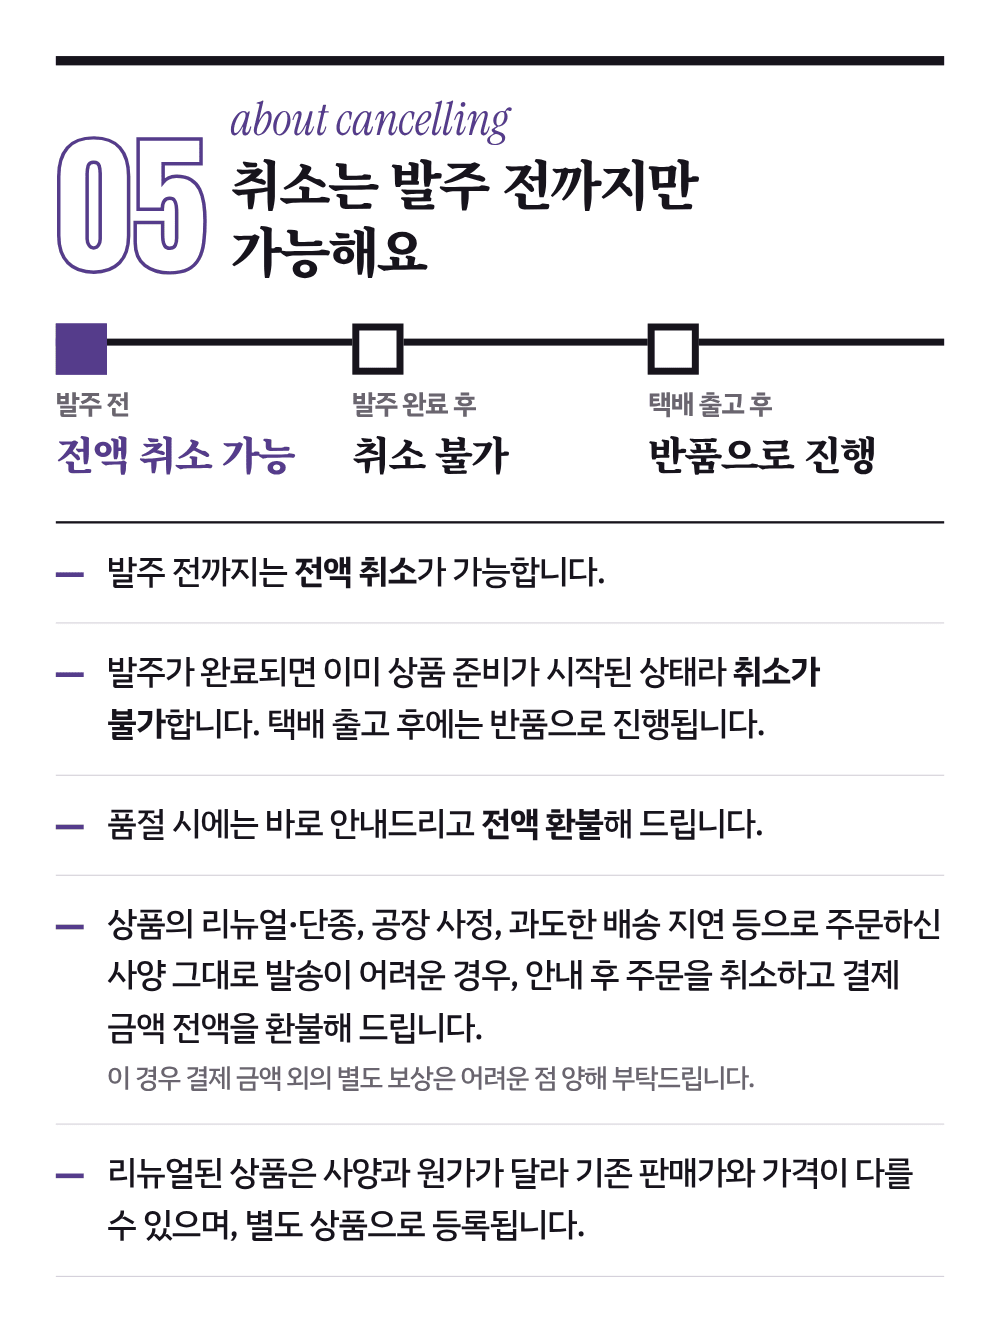 about cancelling
05
취소는 발주 전까지만
가능해요
발주 전
전액 취소 가능
발주 완료 후
취소 불가
택배 출고 후
반품으로 진행
— 발주 전까지는 전액 취소가 가능합니다.
— 발주가 완료되면 이미 상품 준비가 시작된 상태라 취소가
불가합니다. 택배 출고 후에는 반품으로 진행됩니다.
— 품절 시에는 바로 안내드리고 전액 환불해 드립니다.
— 상품의 리뉴얼·단종, 공장 사정, 과도한 배송 지연 등으로 주문하신
사양 그대로 발송이 어려운 경우, 안내 후 주문을 취소하고 결제
금액 전액을 환불해 드립니다.
이 경우 결제 금액 외의 별도 보상은 어려운 점 양해 부탁드립니다.
— 리뉴얼된 상품은 사양과 원가가 달라 기존 판매가와 가격이 다를
수 있으며, 별도 상품으로 등록됩니다.